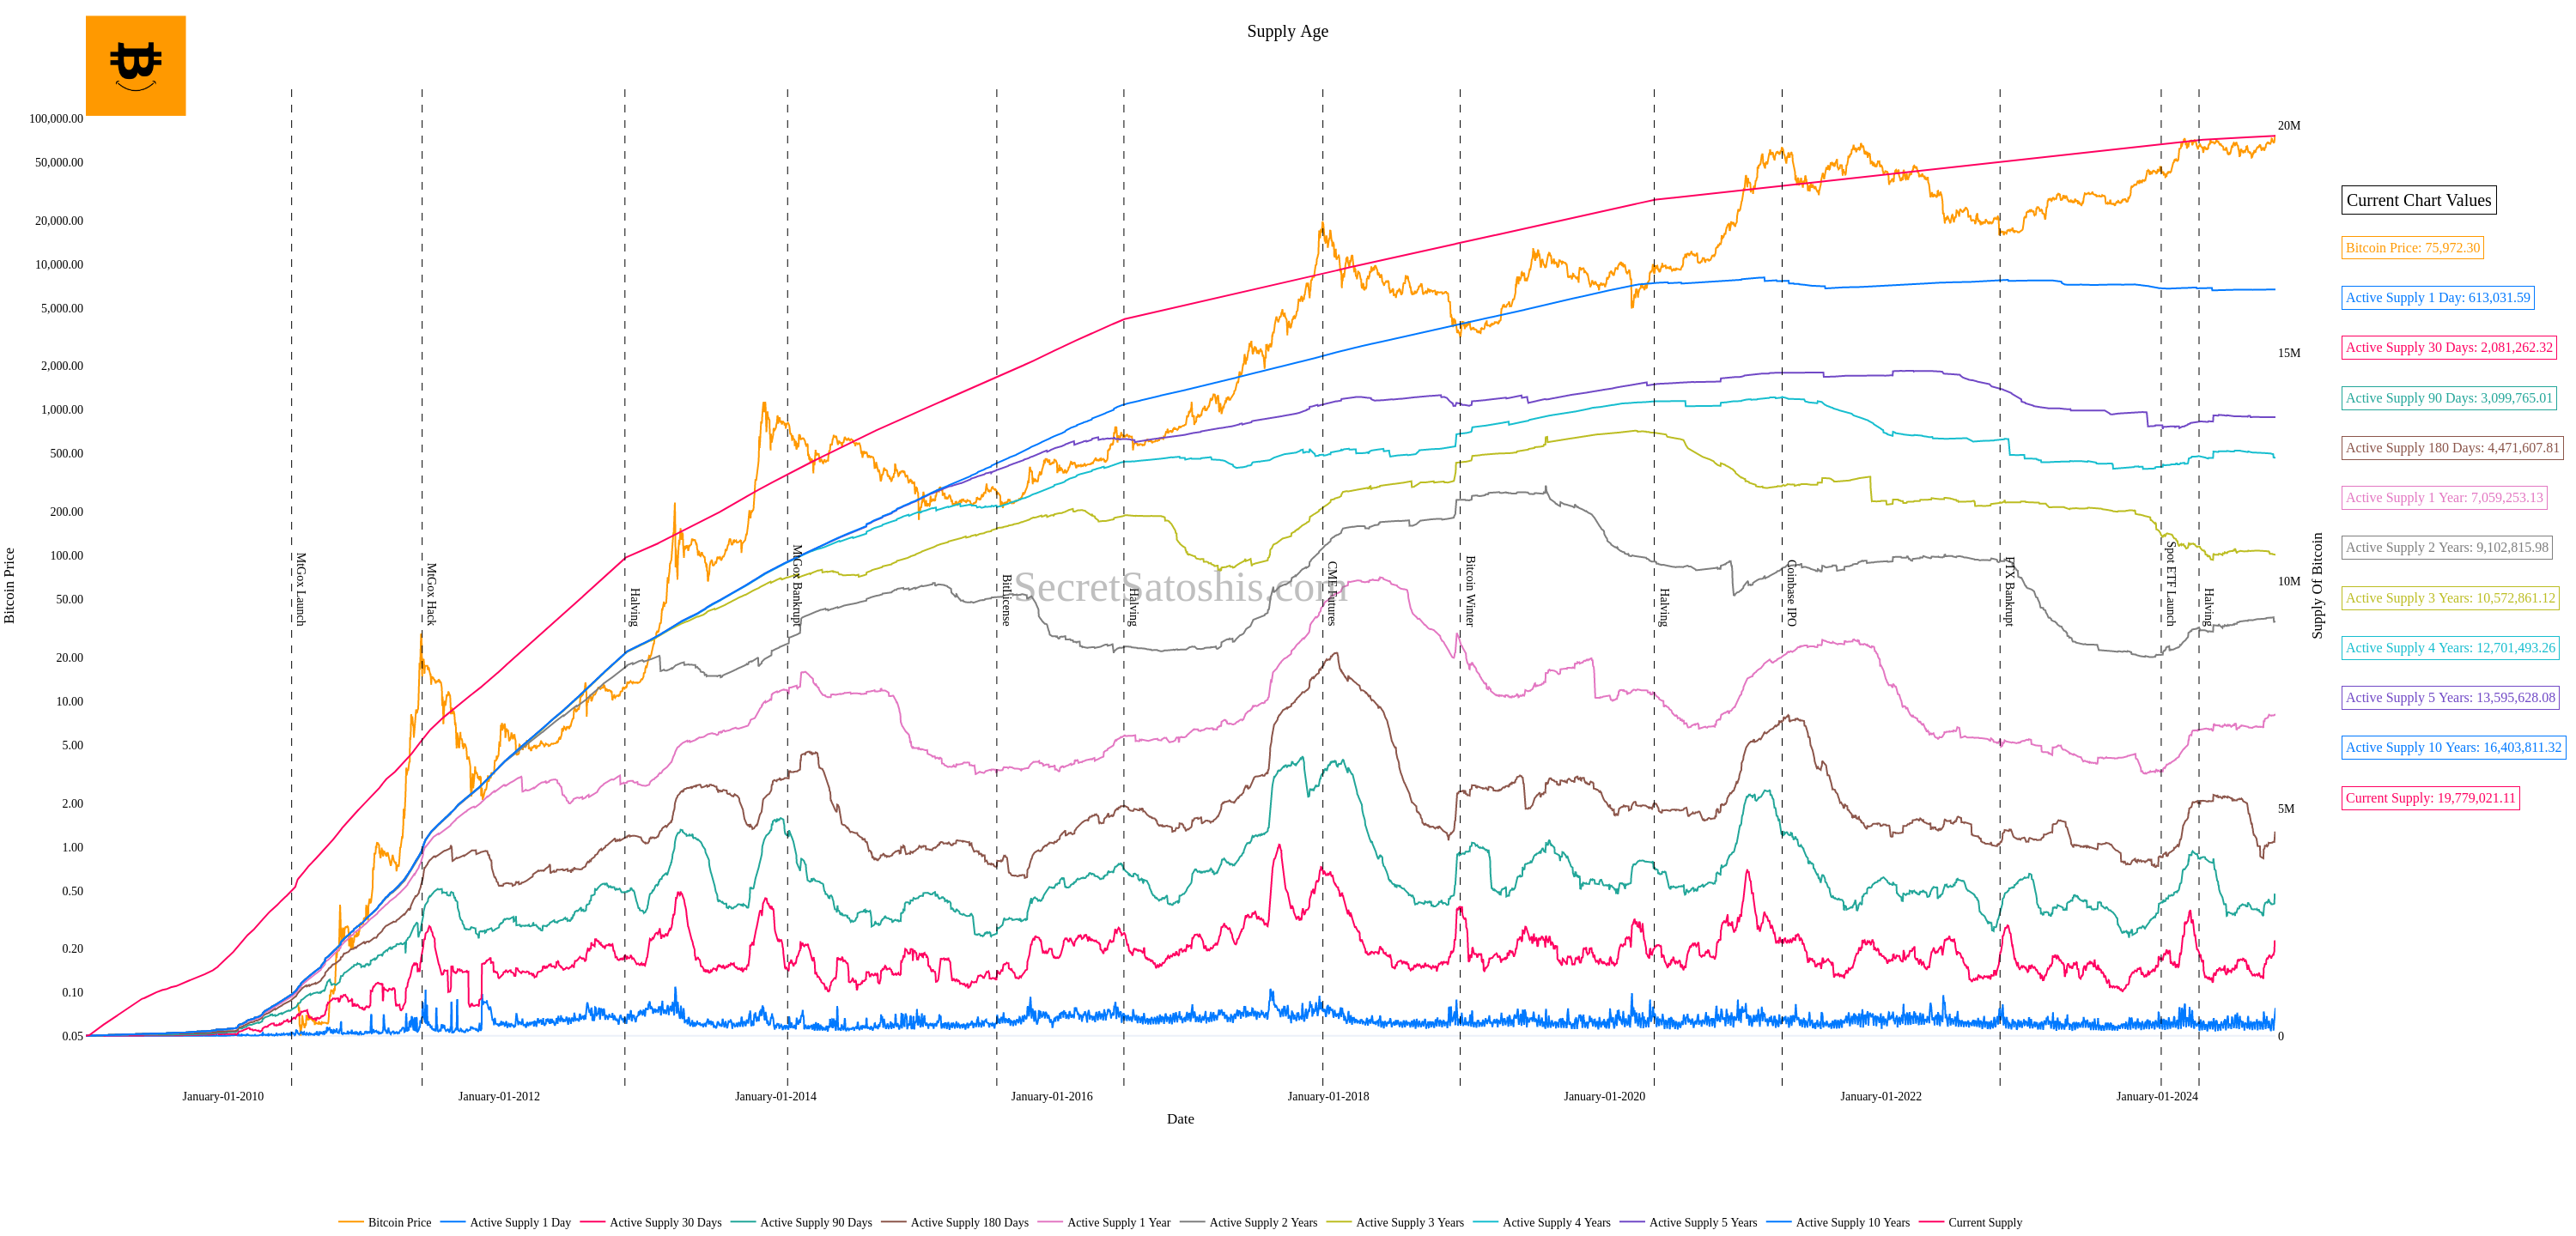 Supply Age
100,000.00
50,000.00
20,000.00
10,000.00
5,000.00
2,000.00
1,000.00
500.00
200.00
100.00
50.00
20.00
10.00
5.00
2.00
1.00
0.50
0.20
0.10
0.05
Bitcoin Price
MtGox Launch
MtGox Hack
Halving
MtGox Bankrupt
Bitlicense
Halving
CME Futures
Bitcoin Winter
Halving
Coinbase IPO
FTX Bankrupt
Spot ETF Launch
Halving
SecretSatoshis.com
20M
15M
10M
5M
0
Supply Of Bitcoin
Current Chart Values
Bitcoin Price: 75,972.30
Active Supply 1 Day: 613,031.59
Active Supply 30 Days: 2,081,262.32
Active Supply 90 Days: 3,099,765.01
Active Supply 180 Days: 4,471,607.81
Active Supply 1 Year: 7,059,253.13
Active Supply 2 Years: 9,102,815.98
Active Supply 3 Years: 10,572,861.12
Active Supply 4 Years: 12,701,493.26
Active Supply 5 Years: 13,595,628.08
Active Supply 10 Years: 16,403,811.32
Current Supply: 19,779,021.11
January-01-2010
January-01-2012
January-01-2014
January-01-2016
January-01-2018
January-01-2020
January-01-2022
January-01-2024
Date
Bitcoin Price
Active Supply 1 Day
Active Supply 30 Days
Active Supply 90 Days
Active Supply 180 Days
Active Supply 1 Year
Active Supply 2 Years
Active Supply 3 Years
Active Supply 4 Years
Active Supply 5 Years
Active Supply 10 Years
Current Supply